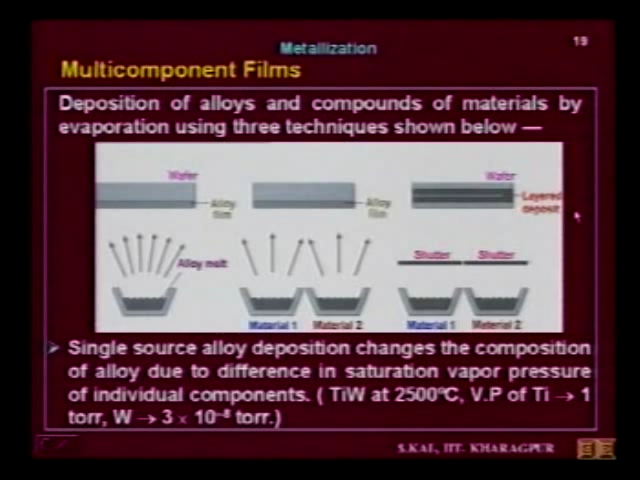 Metallization
19
Multicomponent Films
Deposition of alloys and compounds of materials by
evaporation using three techniques shown below —
Wafer
Wafer
Alloy film
Alloy film
Layered deposit
Alloy melt
Shutter
Shutter
Material 1
Material 2
Material 1
Material 2
Single source alloy deposition changes the composition
of alloy due to difference in saturation vapor pressure
of individual components. ( TiW at 2500ºC, V.P of Ti → 1
torr, W → 3 × 10⁻⁸ torr.)
S.KAL, IIT- KHARAGPUR